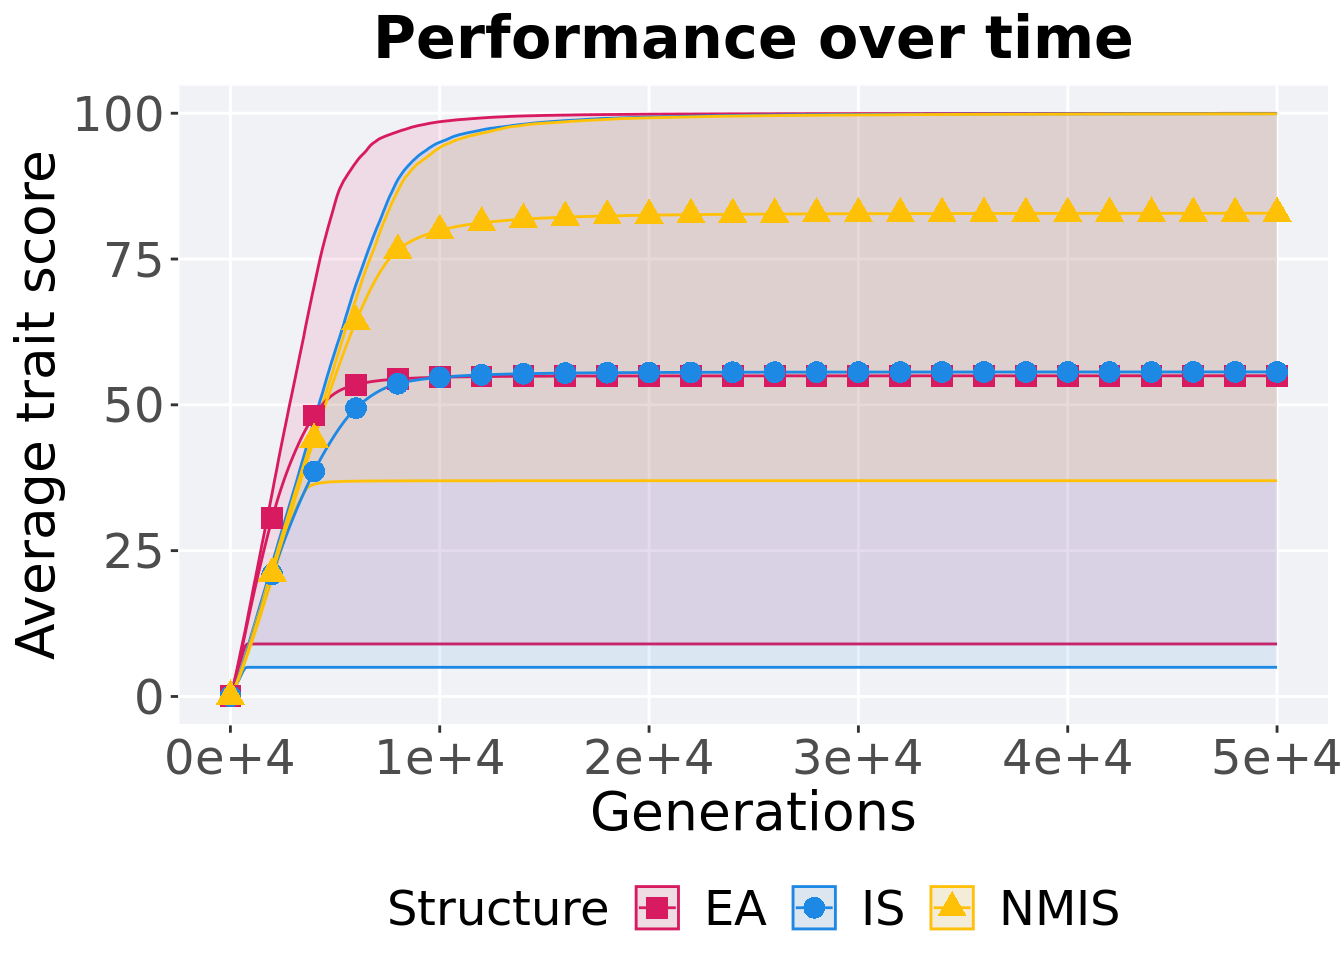 Performance over time
Average trait score
100
75
50
25
0
0e+4 1e+4 2e+4 3e+4 4e+4 5e+4
Generations
Structure EA IS NMIS